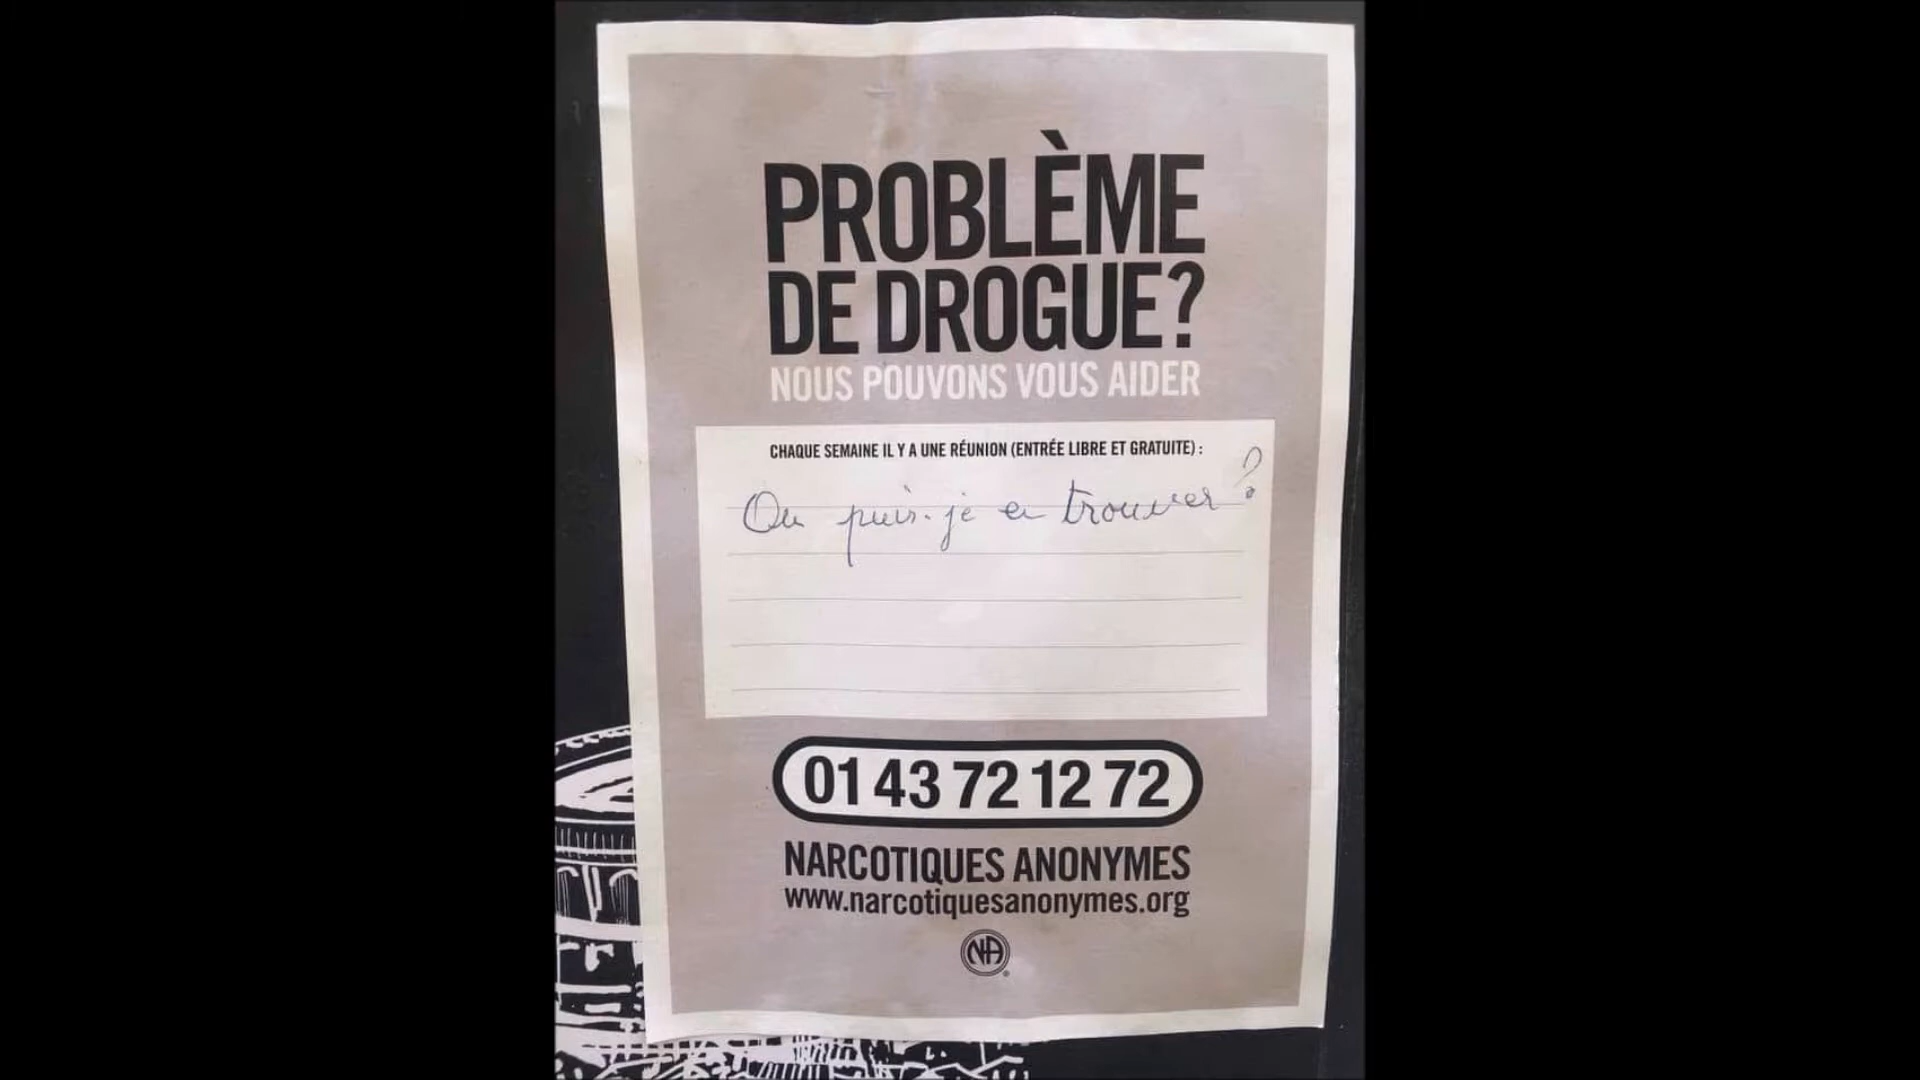 PROBLÈME
DE DROGUE?
NOUS POUVONS VOUS AIDER
CHAQUE SEMAINE IL Y A UNE RÉUNION (ENTRÉE LIBRE ET GRATUITE) :
Ou puis-je en trouver ?
01 43 72 12 72
NARCOTIQUES ANONYMES
www.narcotiquesanonymes.org
NA